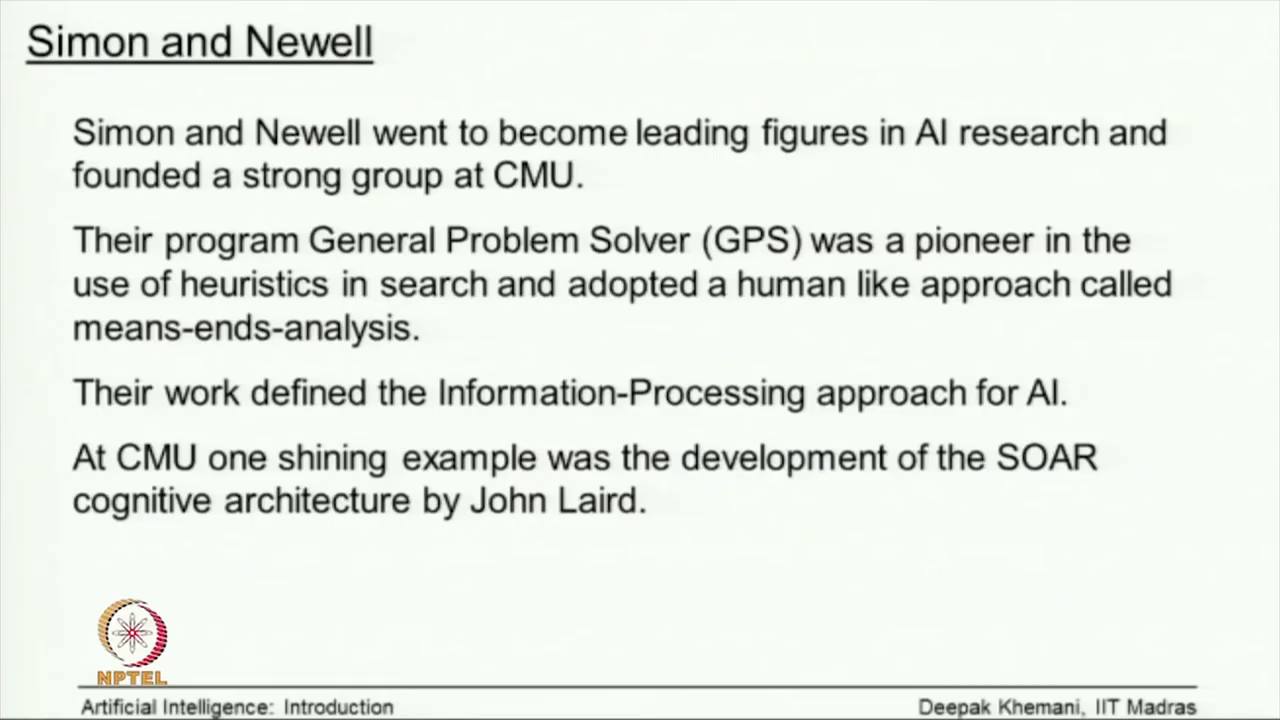 Simon and Newell
Simon and Newell went to become leading figures in AI research and
founded a strong group at CMU.
Their program General Problem Solver (GPS) was a pioneer in the
use of heuristics in search and adopted a human like approach called
means-ends-analysis.
Their work defined the Information-Processing approach for AI.
At CMU one shining example was the development of the SOAR
cognitive architecture by John Laird.
NPTEL
Artificial Intelligence: Introduction
Deepak Khemani, IIT Madras